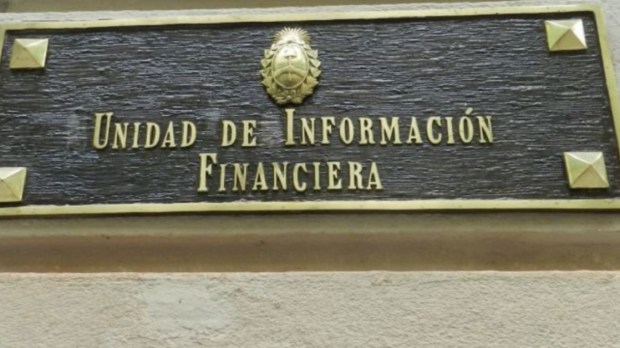 UNIDAD DE INFORMACIÓN
FINANCIERA